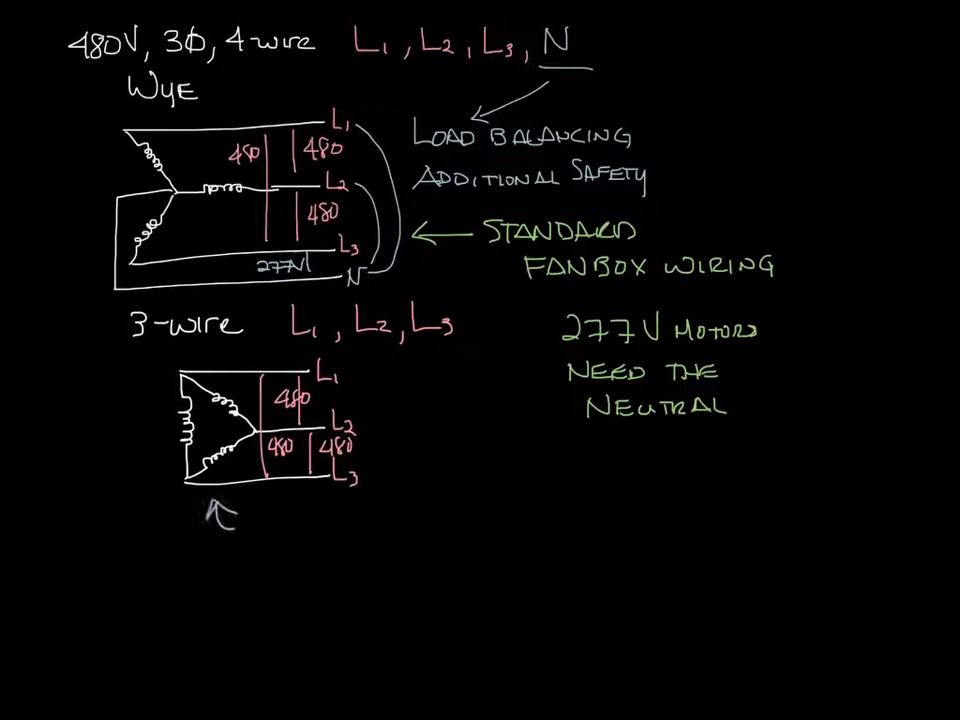 480V, 3Φ, 4-wire L1, L2, L3, N
WYE
L1
480 480
LOAD BALANCING
L2
ADDITIONAL SAFETY
480
STANDARD
L3
277V
N
FANBOX WIRING
3-WIRE L1, L2, L3
277V MOTORS
L1
NEED THE
480
NEUTRAL
L2
480 480
L3